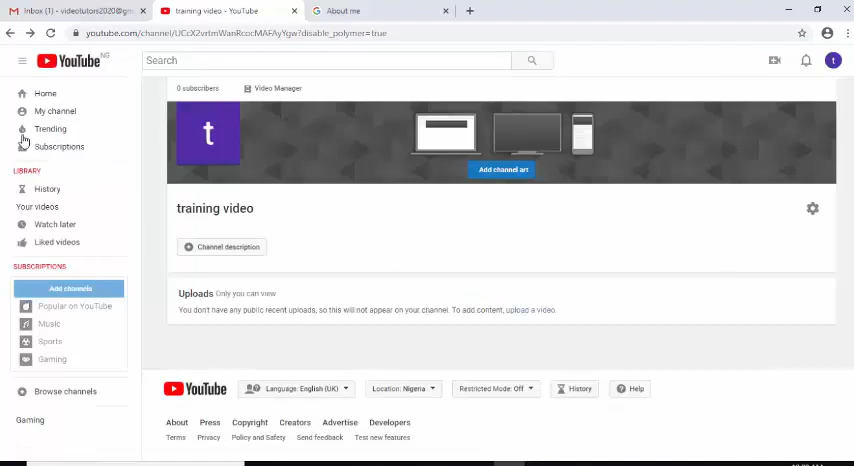 Inbox (1) - videotutors2020@gm
training video - YouTube
About me
youtube.com/channel/UCcX2vrtmWanRcocMAFAyYgw?disable_polymer=true
YouTube NG
Search
t
Home
My channel
Trending
Subscriptions
LIBRARY
History
Your videos
Watch later
Liked videos
SUBSCRIPTIONS
Add channels
Popular on YouTube
Music
Sports
Gaming
Browse channels
Gaming
0 subscribers
Video Manager
t
Add channel art
training video
Channel description
Uploads Only you can view
You don't have any public recent uploads, so this will not appear on your channel. To add content, upload a video.
YouTube
Language: English (UK)
Location: Nigeria
Restricted Mode: Off
History
Help
About Press Copyright Creators Advertise Developers
Terms Privacy Policy and Safety Send feedback Test new features